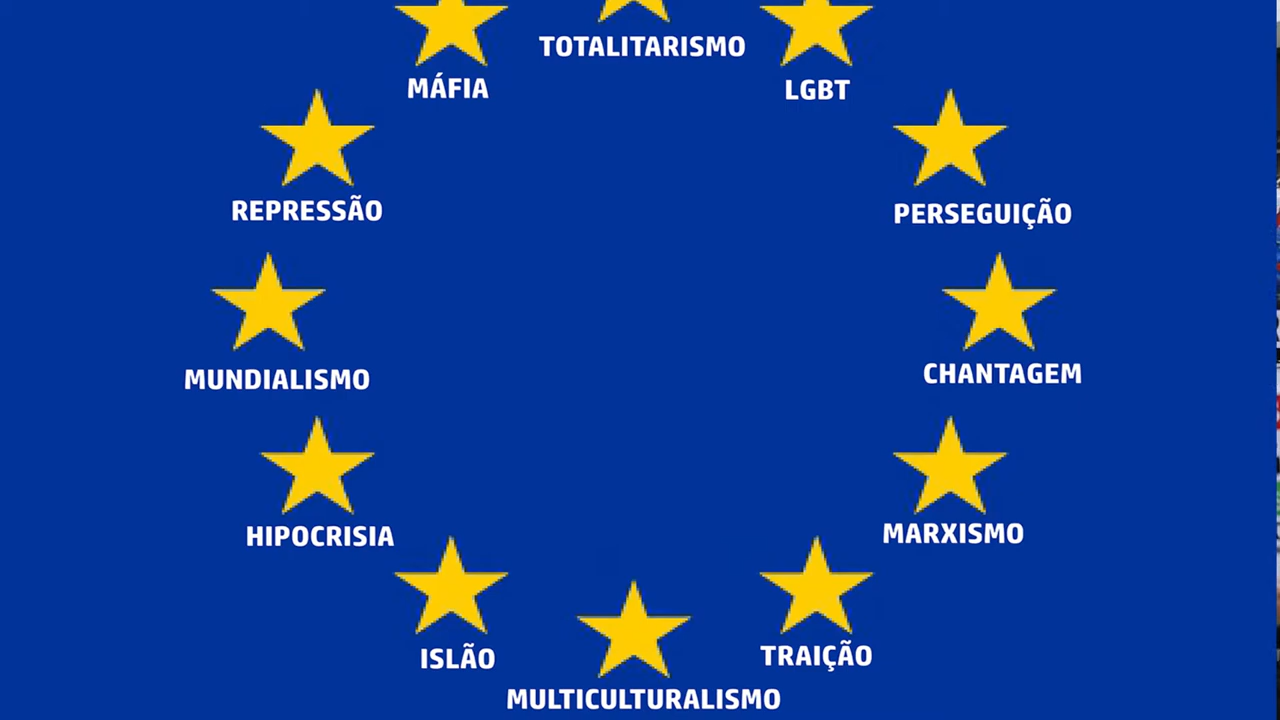 TOTALITARISMO
MÁFIA
LGBT
REPRESSÃO
PERSEGUIÇÃO
MUNDIALISMO
CHANTAGEM
HIPOCRISIA
MARXISMO
ISLÃO
TRAIÇÃO
MULTICULTURALISMO